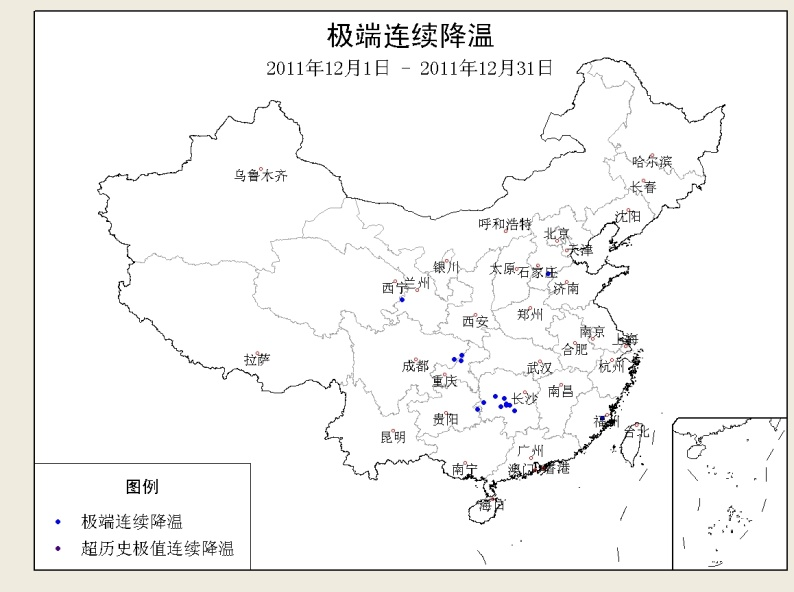 极端连续降温
2011年12月1日 - 2011年12月31日
哈尔滨
乌鲁木齐
长春
沈阳
呼和浩特
北京
天津
银川
太原
石家庄
西宁
兰州
济南
郑州
西安
南京
上海
合肥
拉萨
成都
武汉
杭州
重庆
南昌
长沙
贵阳
福州
台北
昆明
广州
南宁
澳门
香港
海口
图例
极端连续降温
超历史极值连续降温